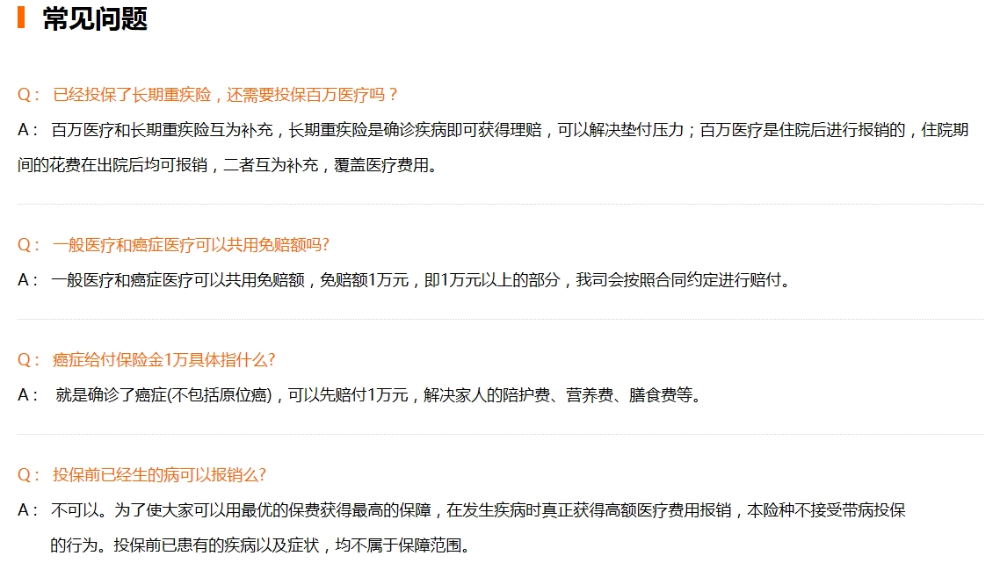 常见问题
Q： 已经投保了长期重疾险，还需要投保百万医疗吗？
A： 百万医疗和长期重疾险互为补充，长期重疾险是确诊疾病即可获得理赔，可以解决垫付压力；百万医疗是住院后进行报销的，住院期
间的花费在出院后均可报销，二者互为补充，覆盖医疗费用。
Q： 一般医疗和癌症医疗可以共用免赔额吗?
A： 一般医疗和癌症医疗可以共用免赔额，免赔额1万元，即1万元以上的部分，我司会按照合同约定进行赔付。
Q： 癌症给付保险金1万具体指什么?
A： 就是确诊了癌症(不包括原位癌)，可以先赔付1万元，解决家人的陪护费、营养费、膳食费等。
Q： 投保前已经生的病可以报销么?
A： 不可以。为了使大家可以用最优的保费获得最高的保障，在发生疾病时真正获得高额医疗费用报销，本险种不接受带病投保
的行为。投保前已患有的疾病以及症状，均不属于保障范围。